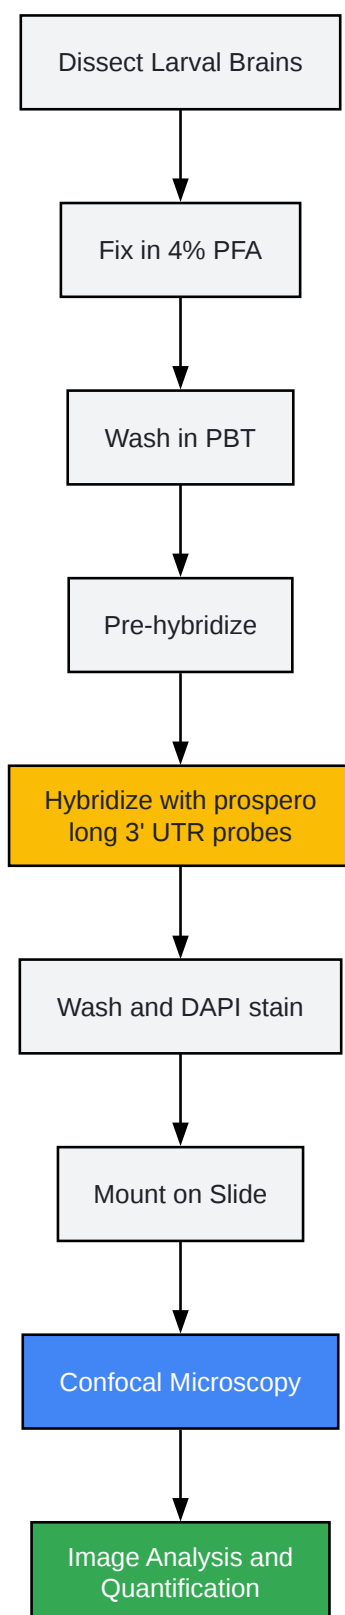 Dissect Larval Brains
Fix in 4% PFA
Wash in PBT
Pre-hybridize
Hybridize with prospero
long 3' UTR probes
Wash and DAPI stain
Mount on Slide
Confocal Microscopy
Image Analysis and
Quantification